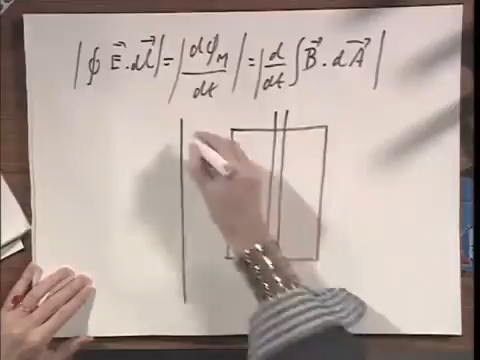 |∮ E⃗ . dl⃗| = |dφ_M/dt| = |d/dt ∫ B⃗ . dA⃗|